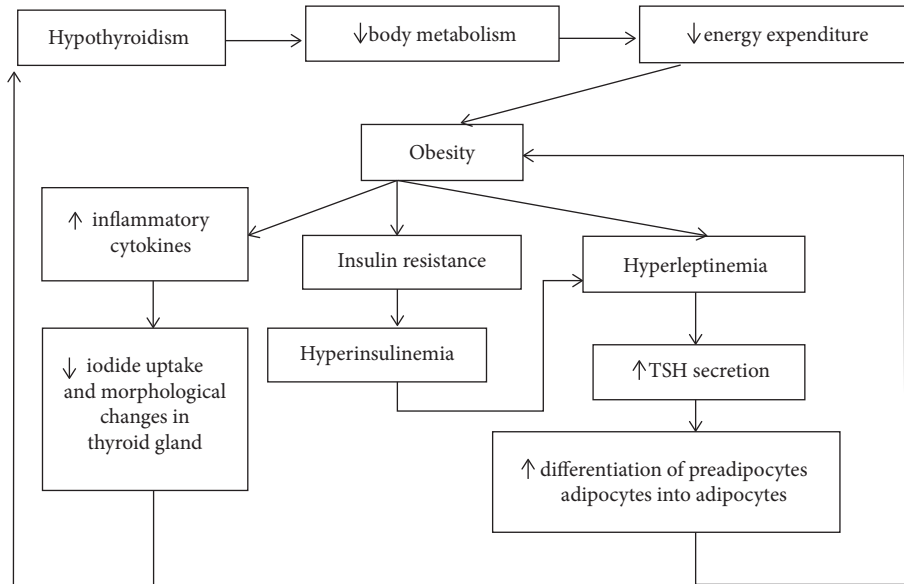 Hypothyroidism
↓body metabolism
↓ energy expenditure
Obesity
↑ inflammatory
cytokines
Insulin resistance
Hyperleptinemia
↓ iodide uptake
and morphological
changes in
thyroid gland
Hyperinsulinemia
↑TSH secretion
↑ differentiation of preadipocytes
adipocytes into adipocytes